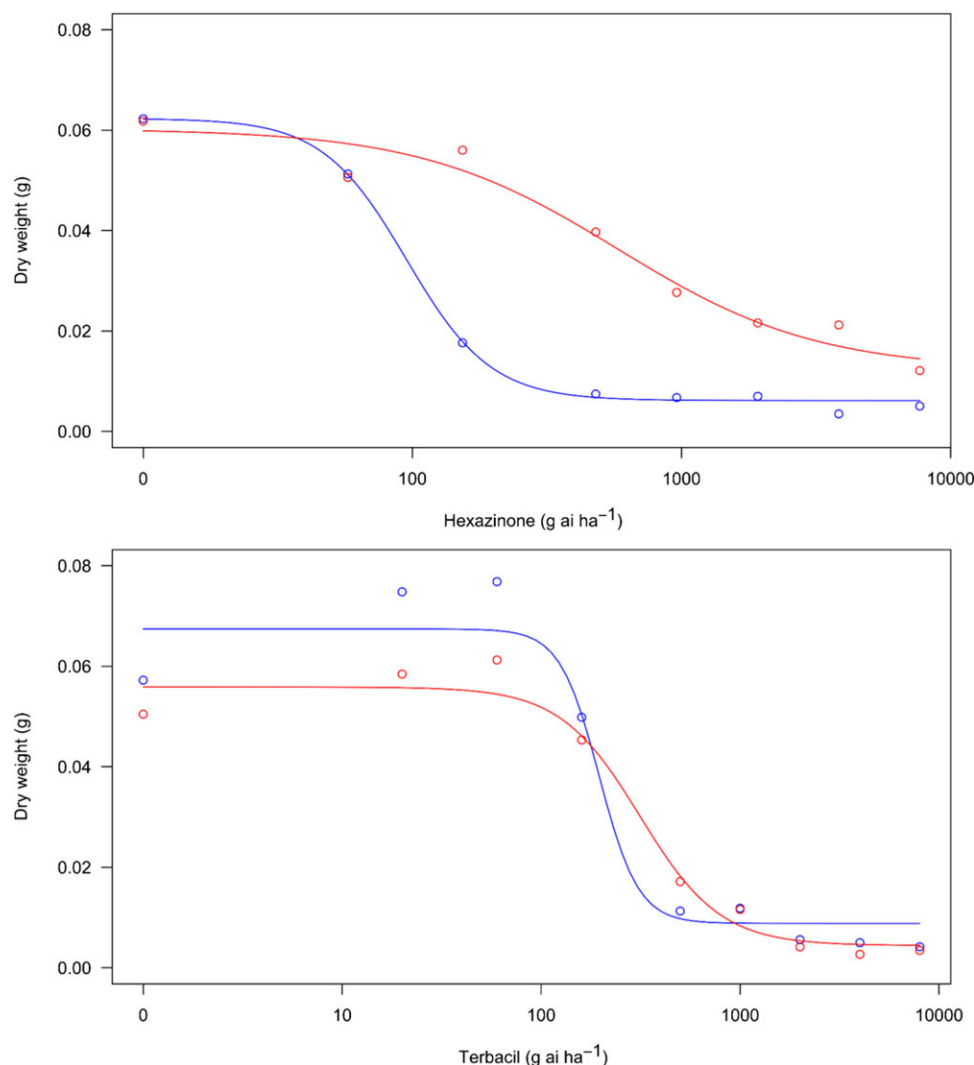 0.08
0.06
0.04
0.02
0.00
Dry weight (g)
0 100 1000 10000
Hexazinone (g ai ha⁻¹)
0.08
0.06
0.04
0.02
0.00
Dry weight (g)
0 10 100 1000 10000
Terbacil (g ai ha⁻¹)